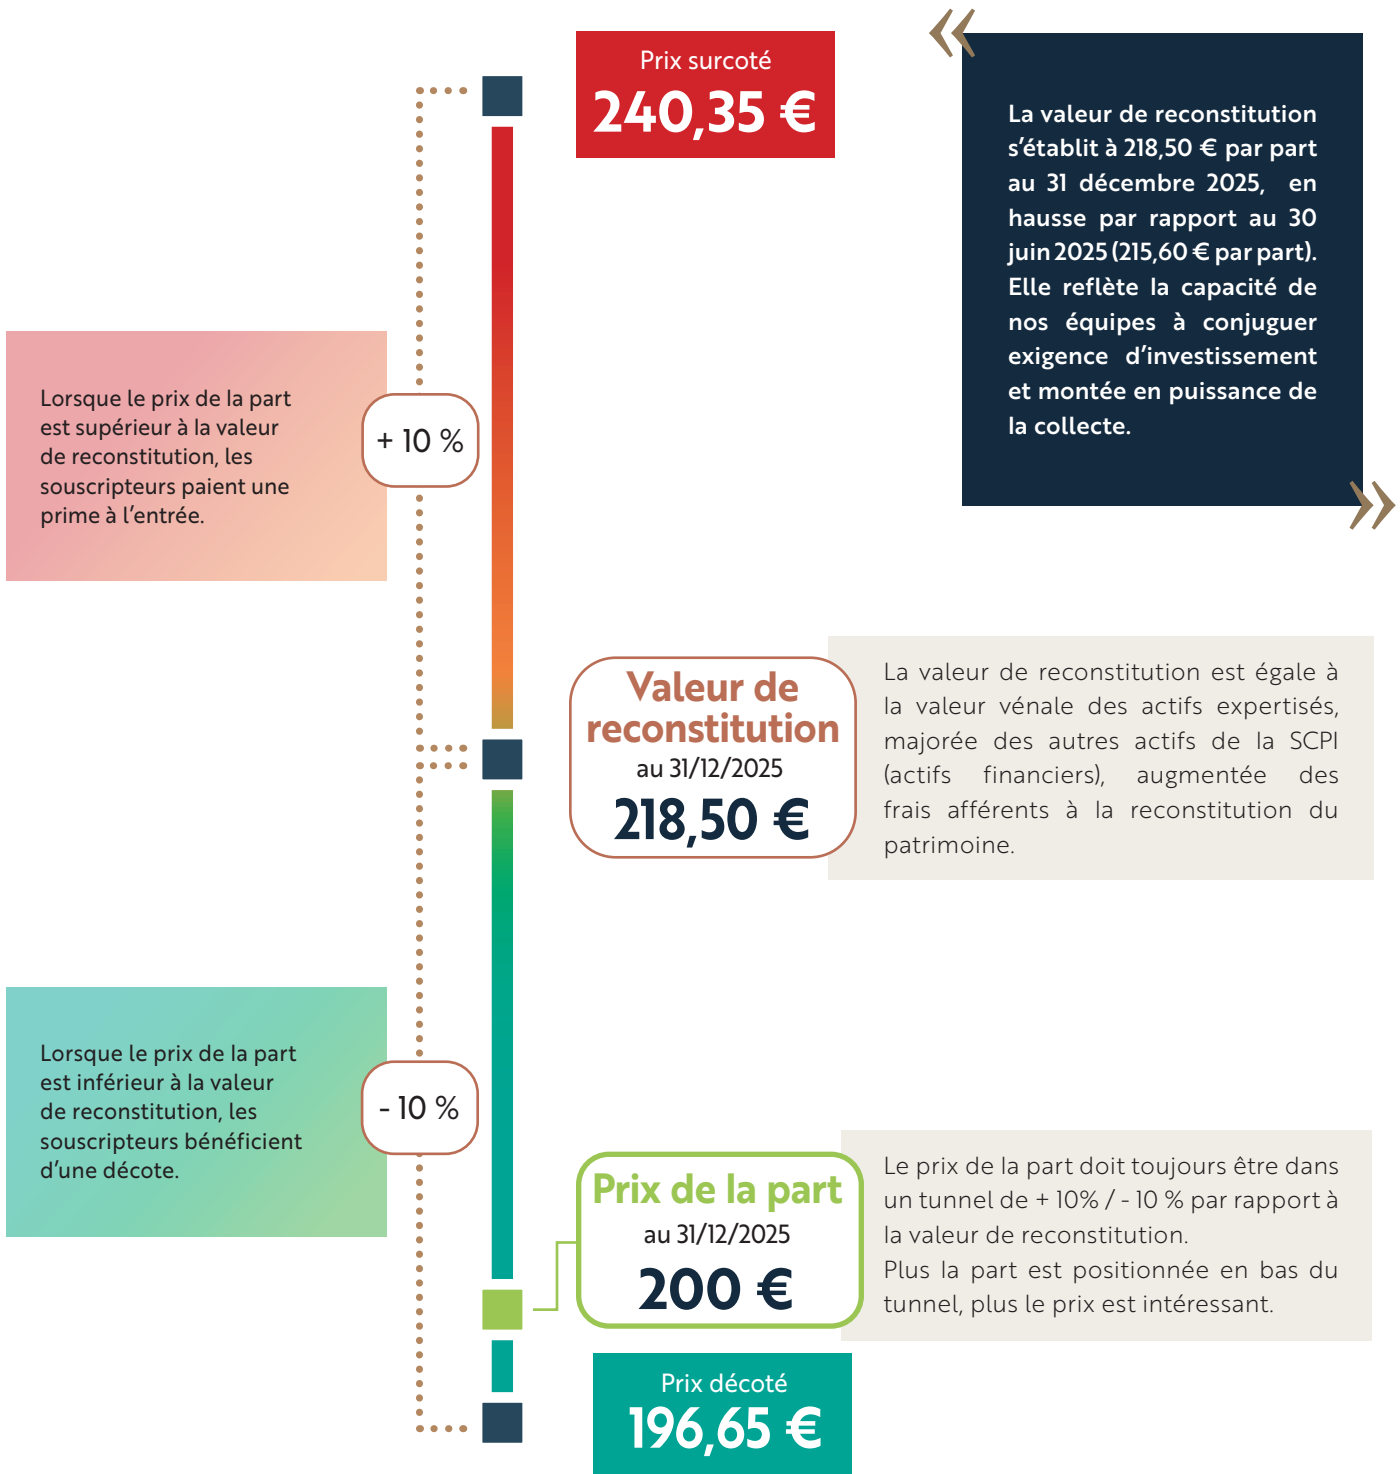 Prix surcoté
240,35 €
«
La valeur de reconstitution
s’établit à 218,50 € par part
au 31 décembre 2025, en
hausse par rapport au 30
juin 2025 (215,60 € par part).
Elle reflète la capacité de
nos équipes à conjuguer
exigence d’investissement
et montée en puissance de
la collecte.
»
Lorsque le prix de la part
est supérieur à la valeur
de reconstitution, les
souscripteurs paient une
prime à l’entrée.
+ 10 %
Valeur de
reconstitution
au 31/12/2025
218,50 €
La valeur de reconstitution est égale à
la valeur vénale des actifs expertisés,
majorée des autres actifs de la SCPI
(actifs financiers), augmentée des
frais afférents à la reconstitution du
patrimoine.
Lorsque le prix de la part
est inférieur à la valeur
de reconstitution, les
souscripteurs bénéficient
d’une décote.
- 10 %
Prix de la part
au 31/12/2025
200 €
Le prix de la part doit toujours être dans
un tunnel de + 10% / - 10 % par rapport à
la valeur de reconstitution.
Plus la part est positionnée en bas du
tunnel, plus le prix est intéressant.
Prix décoté
196,65 €